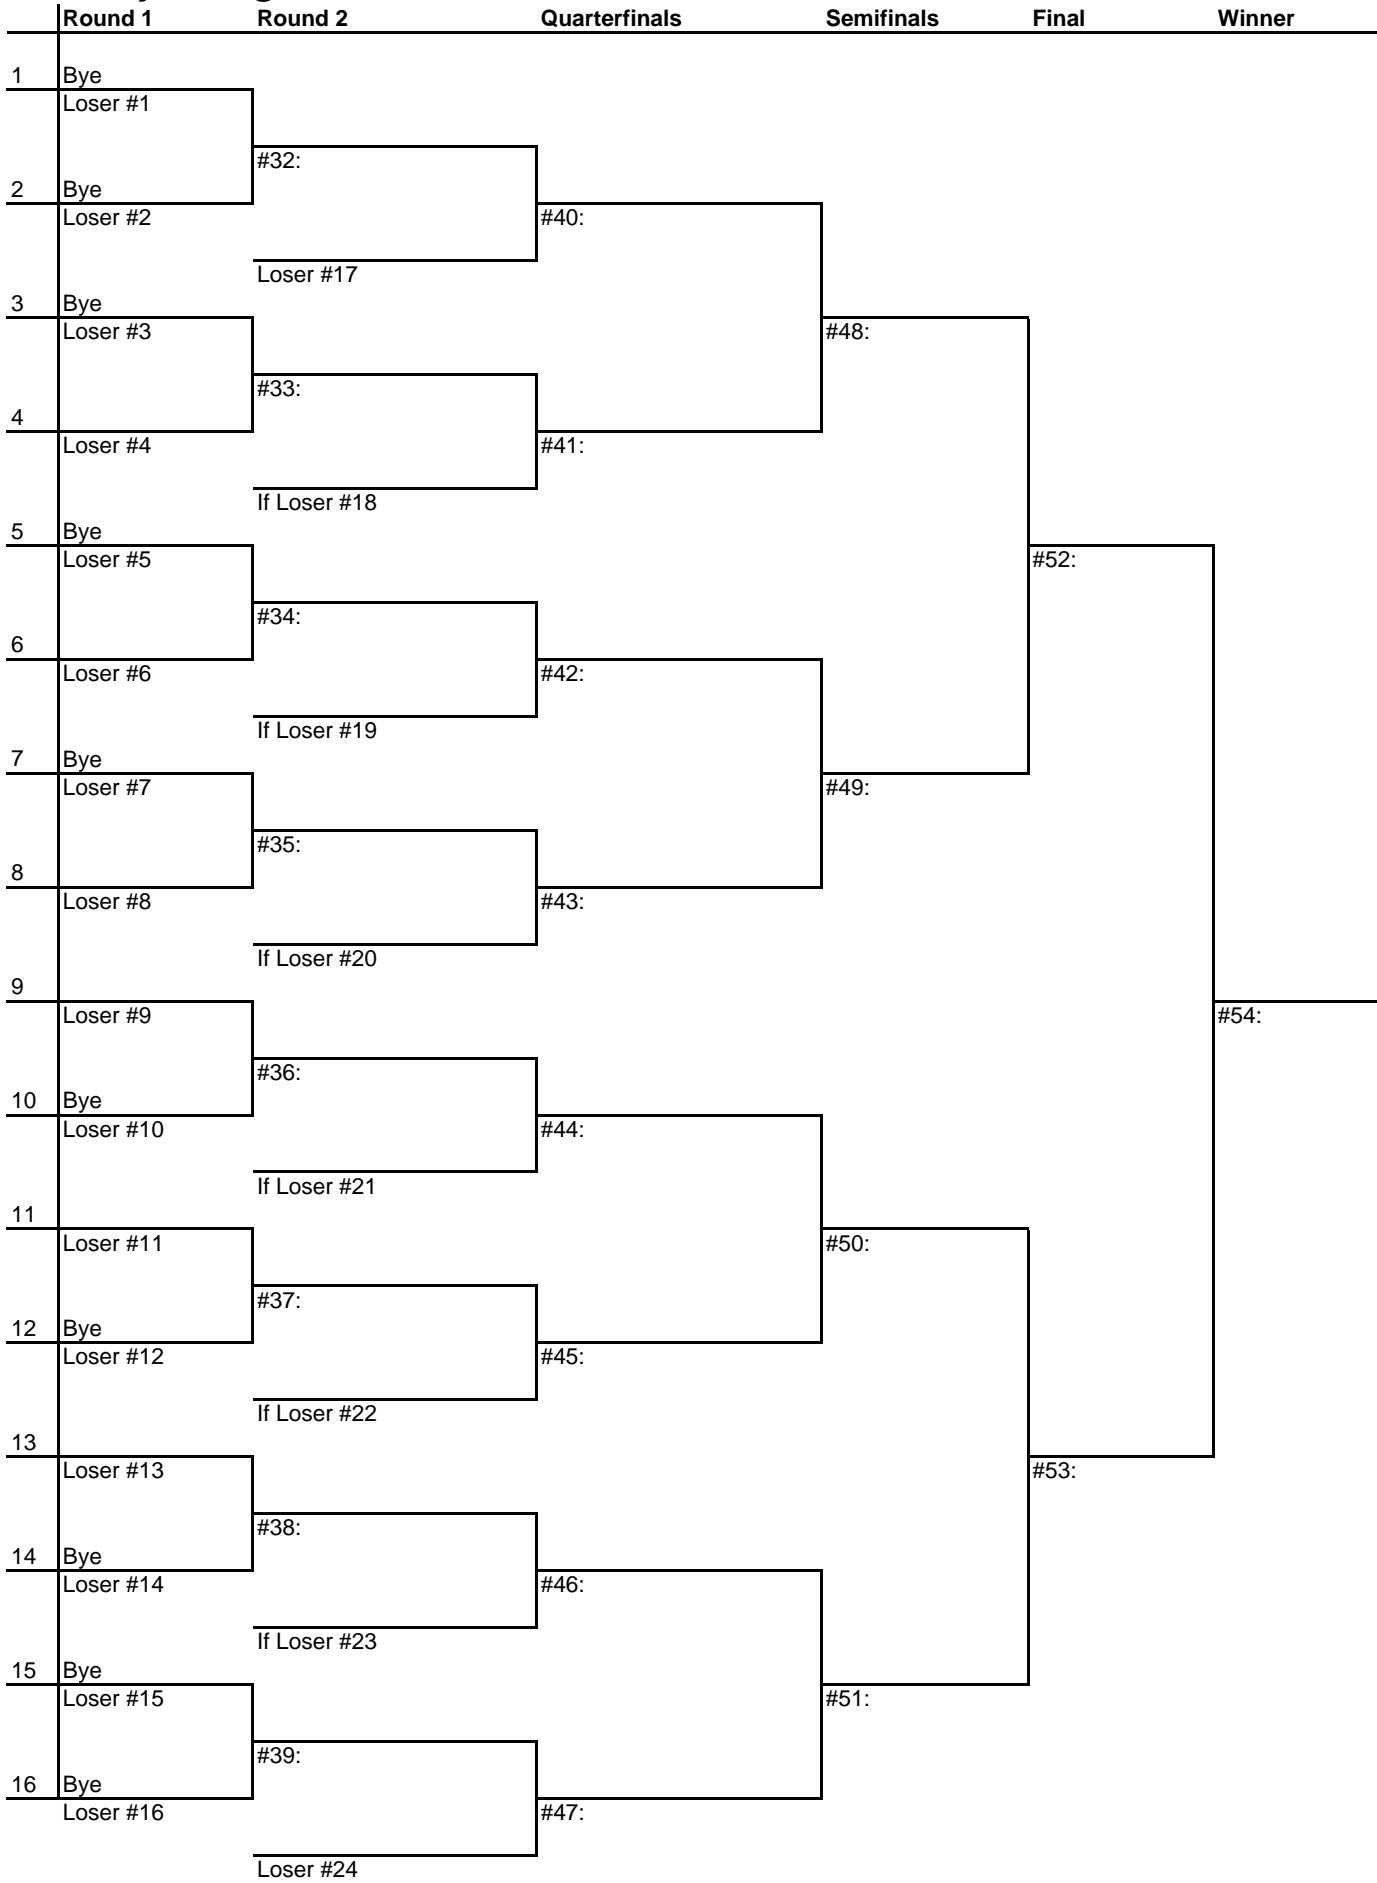 Round 1 Round 2 Quarterfinals Semifinals Final Winner
1 Bye
Loser #1
#32:
2 Bye
Loser #2 #40:
Loser #17
3 Bye
Loser #3 #48:
#33:
4
Loser #4 #41:
If Loser #18
5 Bye
Loser #5 #52:
#34:
6
Loser #6 #42:
If Loser #19
7 Bye
Loser #7 #49:
#35:
8
Loser #8 #43:
If Loser #20
9
Loser #9 #54:
#36:
10 Bye
Loser #10 #44:
If Loser #21
11
Loser #11 #50:
#37:
12 Bye
Loser #12 #45:
If Loser #22
13
Loser #13 #53:
#38:
14 Bye
Loser #14 #46:
If Loser #23
15 Bye
Loser #15 #51:
#39:
16 Bye
Loser #16 #47:
Loser #24